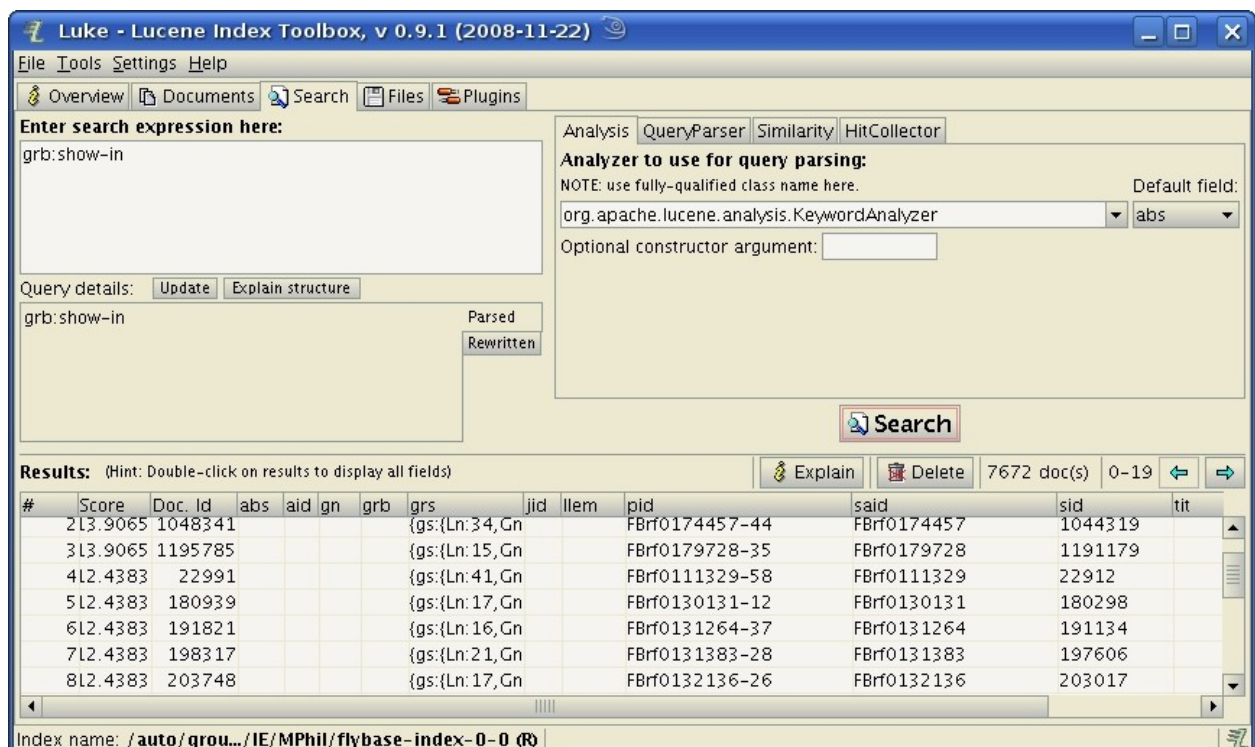 Luke - Lucene Index Toolbox, v 0.9.1 (2008-11-22)
File Tools Settings Help
Overview Documents Search Files Plugins
Enter search expression here:
grb:show-in
Analysis QueryParser Similarity HitCollector
Analyzer to use for query parsing:
NOTE: use fully-qualified class name here. Default field:
org.apache.lucene.analysis.KeywordAnalyzer abs
Optional constructor argument:
Query details: Update Explain structure
grb:show-in
Parsed
Rewritten
Search
Results: (Hint: Double-click on results to display all fields) Explain Delete 7672 doc(s) 0-19
# Score Doc. Id abs aid gn grb grs jid llem pid said sid tit
2 3.9065 1048341 {gs:{Ln:34,Gn FBrf0174457-44 FBrf0174457 1044319
3 3.9065 1195785 {gs:{Ln:15,Gn FBrf0179728-35 FBrf0179728 1191179
4 2.4383 22991 {gs:{Ln:41,Gn FBrf0111329-58 FBrf0111329 22912
5 2.4383 180939 {gs:{Ln:17,Gn FBrf0130131-12 FBrf0130131 180298
6 2.4383 191821 {gs:{Ln:16,Gn FBrf0131264-37 FBrf0131264 191134
7 2.4383 198317 {gs:{Ln:21,Gn FBrf0131383-28 FBrf0131383 197606
8 2.4383 203748 {gs:{Ln:17,Gn FBrf0132136-26 FBrf0132136 203017
Index name: /auto/grou.../IE/MPhil/flybase-index-0-0 (R)